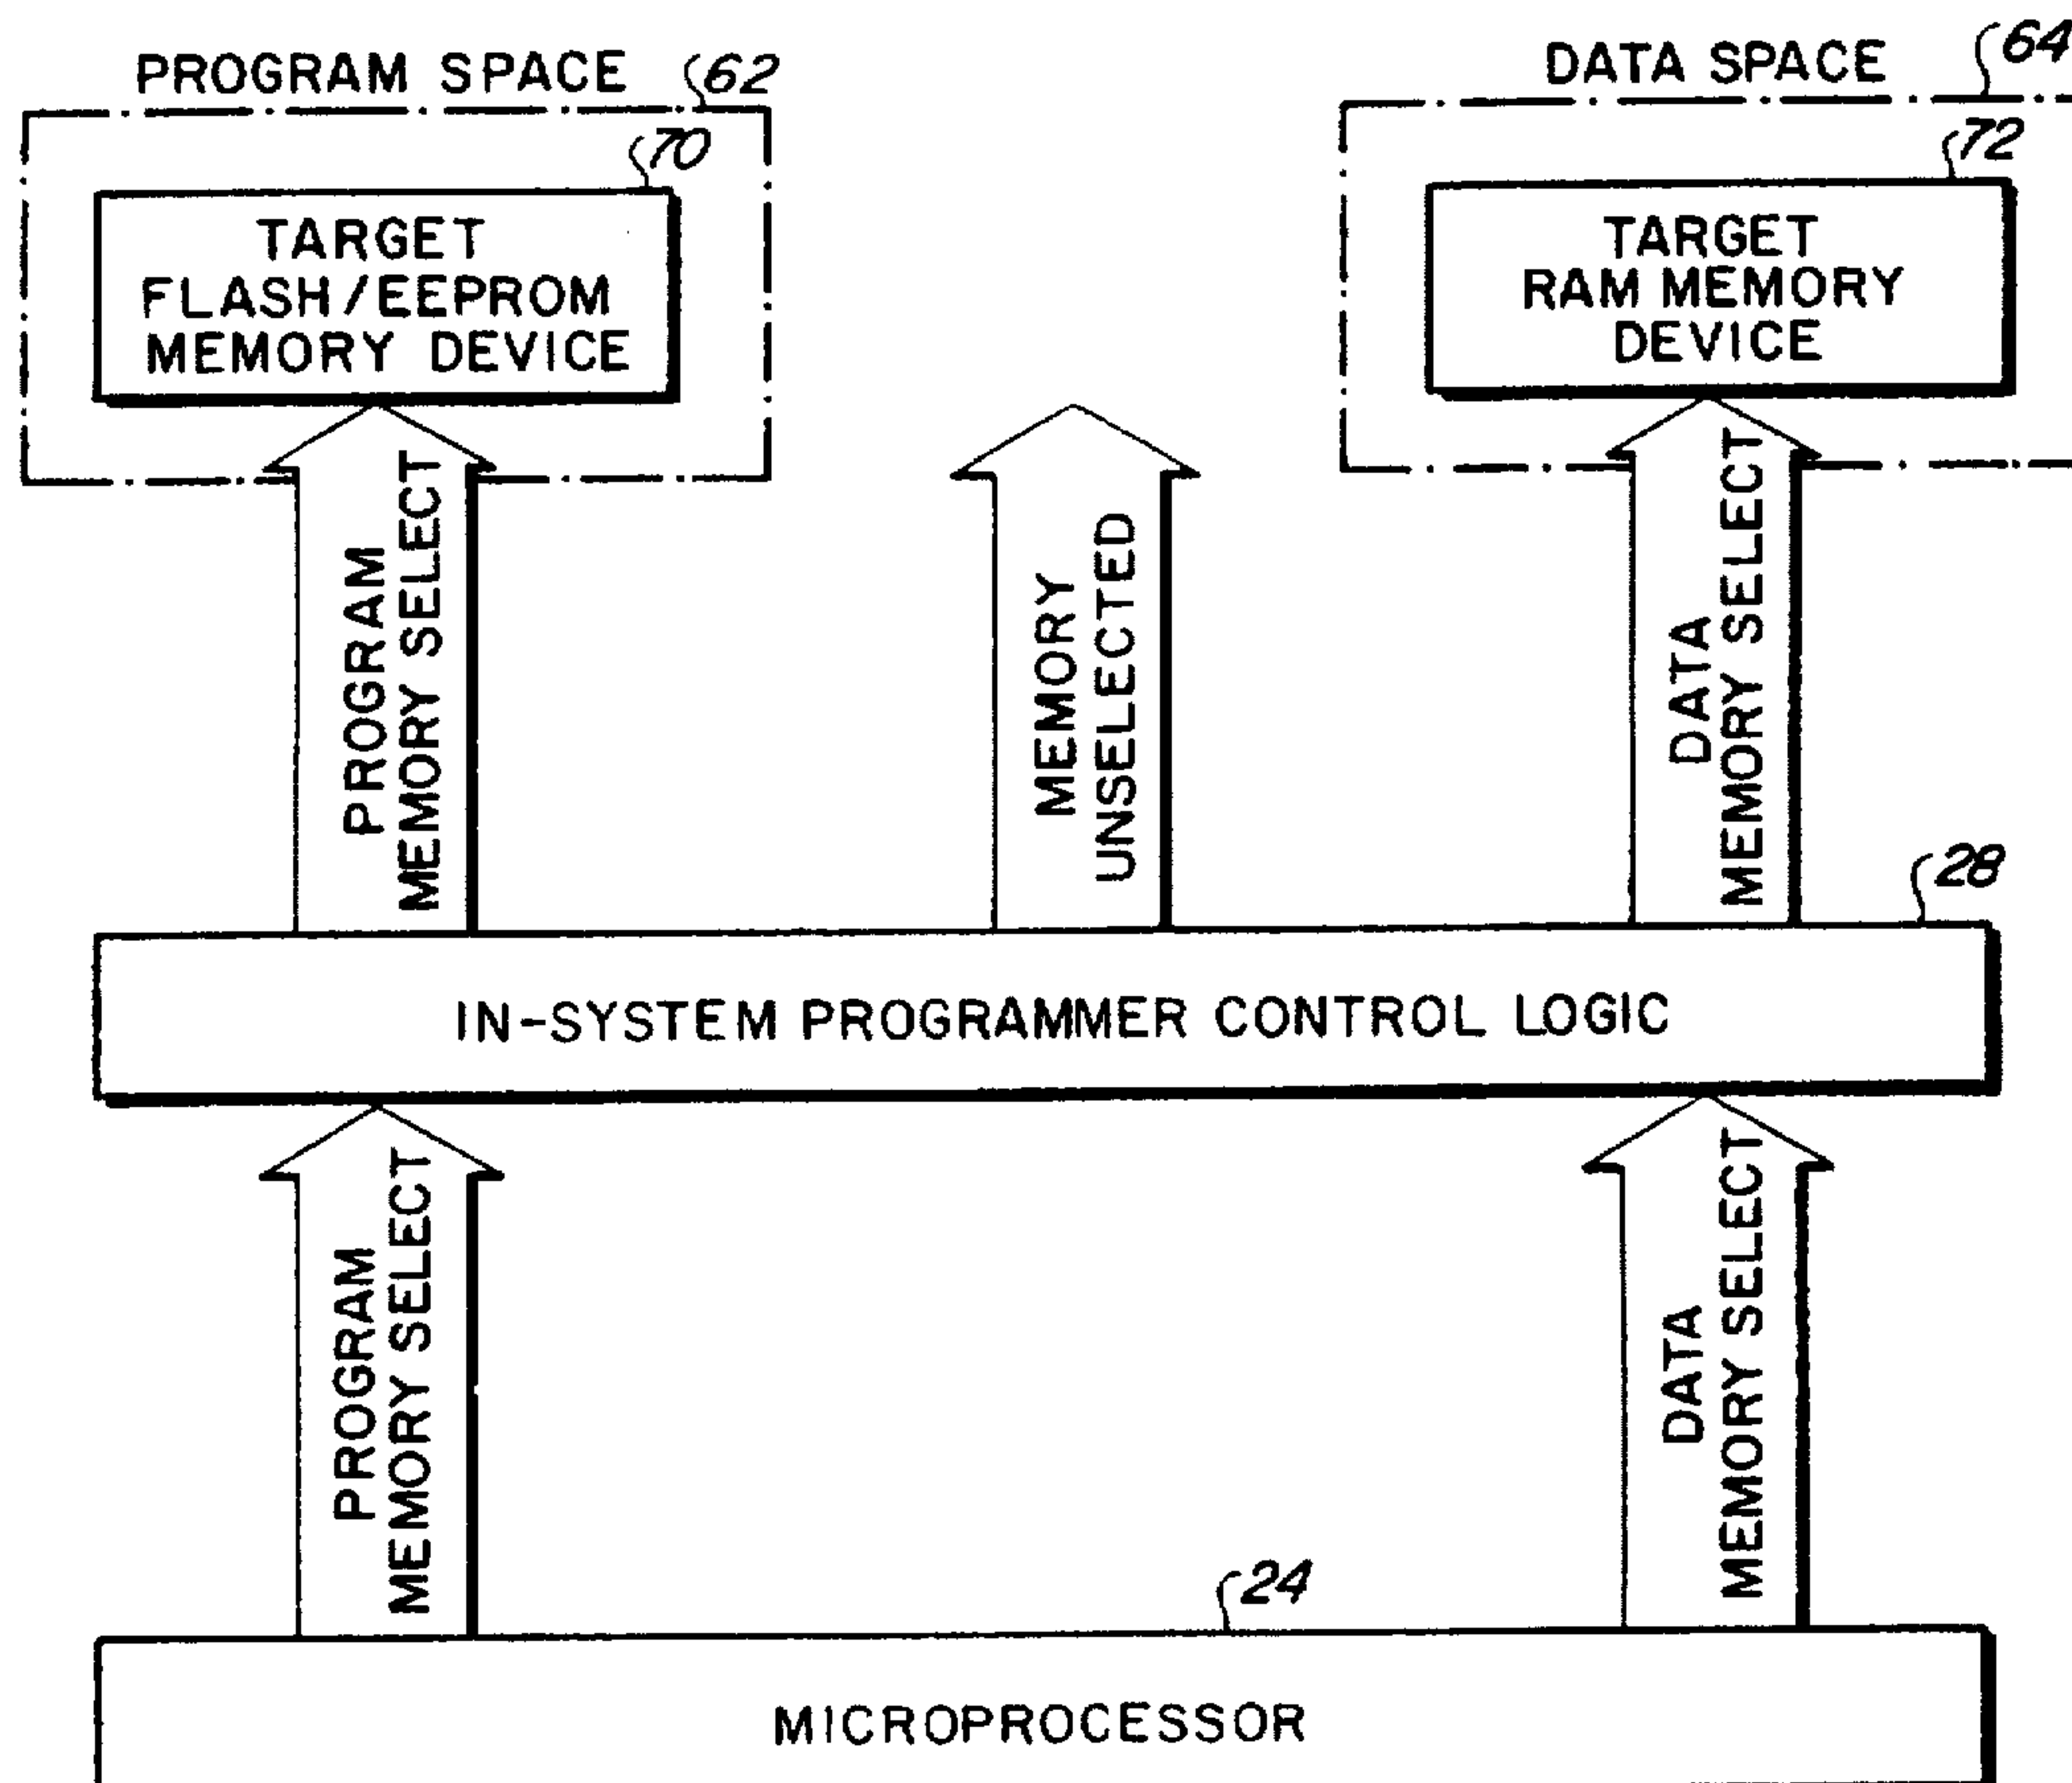 PROGRAM SPACE
62
DATA SPACE
64
70
72
TARGET
FLASH/EEPROM
MEMORY DEVICE
TARGET
RAM MEMORY
DEVICE
PROGRAM
MEMORY SELECT
MEMORY
UNSELECTED
DATA
MEMORY SELECT
28
IN-SYSTEM PROGRAMMER CONTROL LOGIC
PROGRAM
MEMORY SELECT
DATA
MEMORY SELECT
24
MICROPROCESSOR